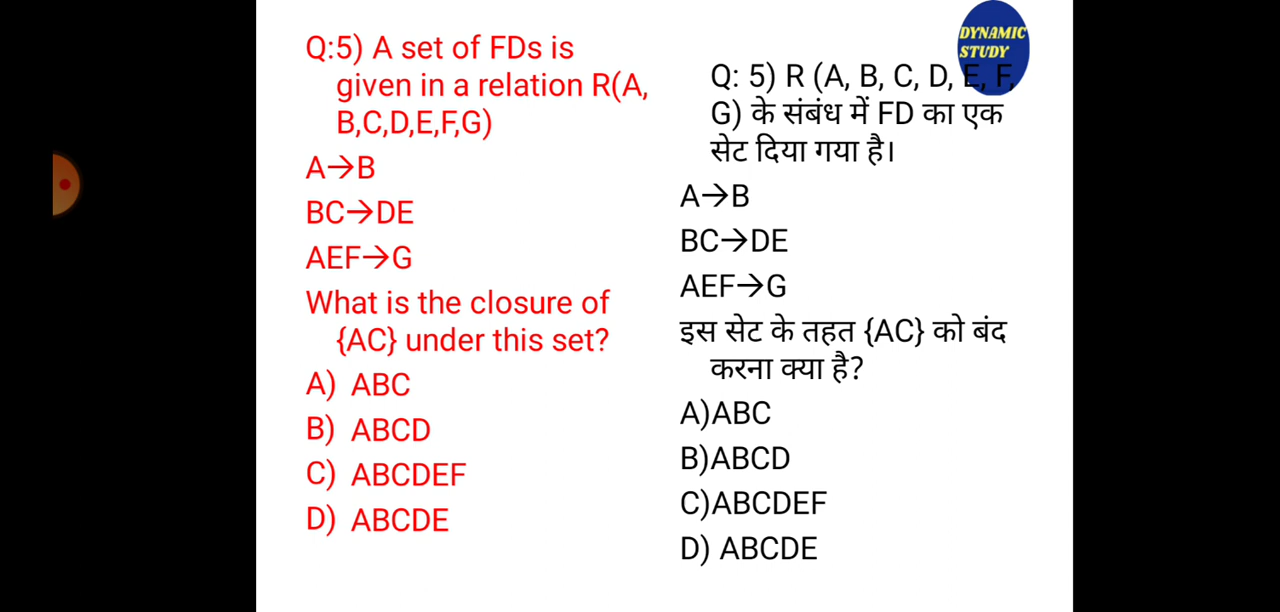 Q:5) A set of FDs is
given in a relation R(A,
B,C,D,E,F,G)
A→B
BC→DE
AEF→G
What is the closure of
{AC} under this set?
A) ABC
B) ABCD
C) ABCDEF
D) ABCDE
DYNAMIC
STUDY
Q: 5) R (A, B, C, D, E, F,
G) के संबंध में FD का एक
सेट दिया गया है।
A→B
BC→DE
AEF→G
इस सेट के तहत {AC} को बंद
करना क्या है?
A)ABC
B)ABCD
C)ABCDEF
D) ABCDE